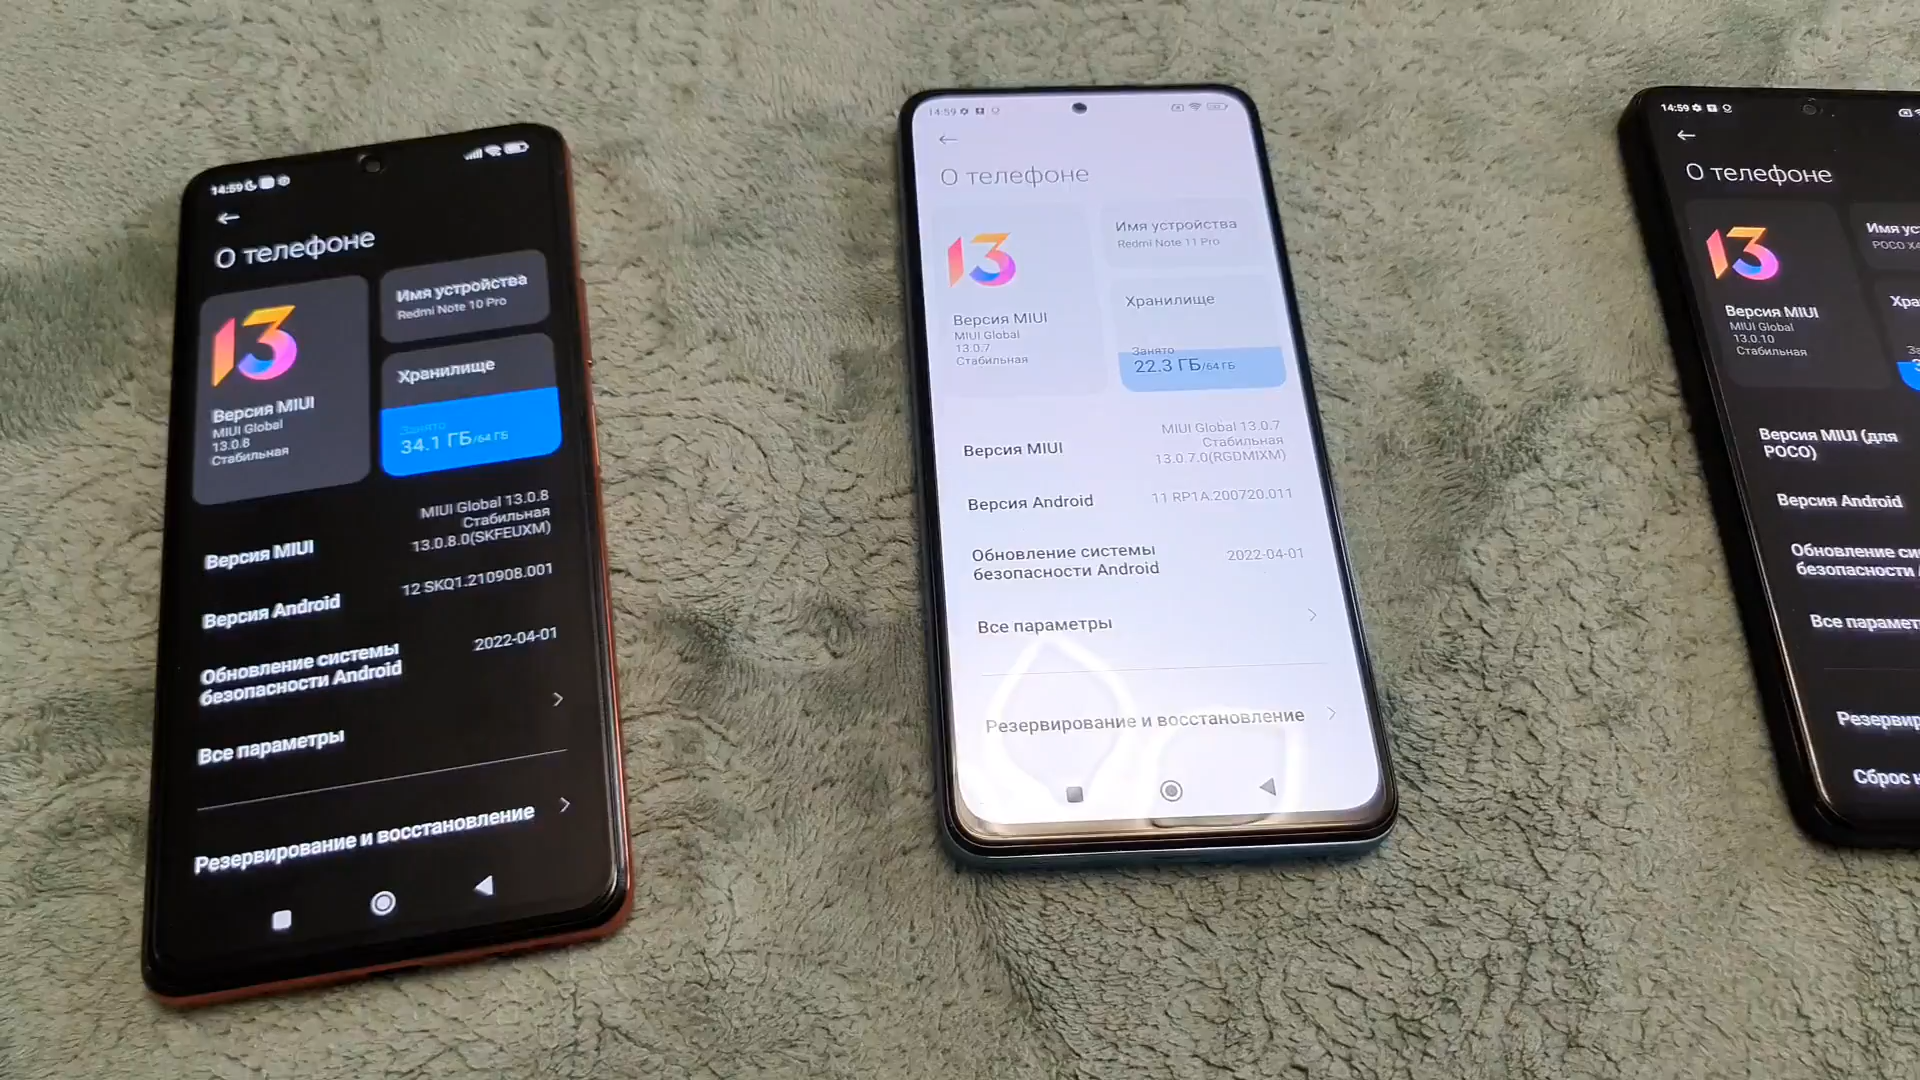 14:59
О телефоне
13
Версия MIUI
MIUI Global
13.0.8
Стабильная
Имя устройства
Redmi Note 10 Pro
Хранилище
Занято
34.1 ГБ/64 ГБ
Версия MIUI
MIUI Global 13.0.8
Стабильная
13.0.8.0(SKFEUXM)
Версия Android
12 SKQ1.210908.001
Обновление системы
безопасности Android
2022-04-01
Все параметры
Резервирование и восстановление
14:59
О телефоне
13
Версия MIUI
MIUI Global
13.0.7
Стабильная
Имя устройства
Redmi Note 11 Pro
Хранилище
Занято
22.3 ГБ/64 ГБ
Версия MIUI
MIUI Global 13.0.7
Стабильная
13.0.7.0(RGDMIXM)
Версия Android
11 RP1A.200720.011
Обновление системы
безопасности Android
2022-04-01
Все параметры
Резервирование и восстановление
14:59
О телефоне
13
Версия MIUI
MIUI Global
13.0.10
Стабильная
Имя
POCO
Версия MIUI (для
POCO)
Версия Android
Обновление
безопасности
Все